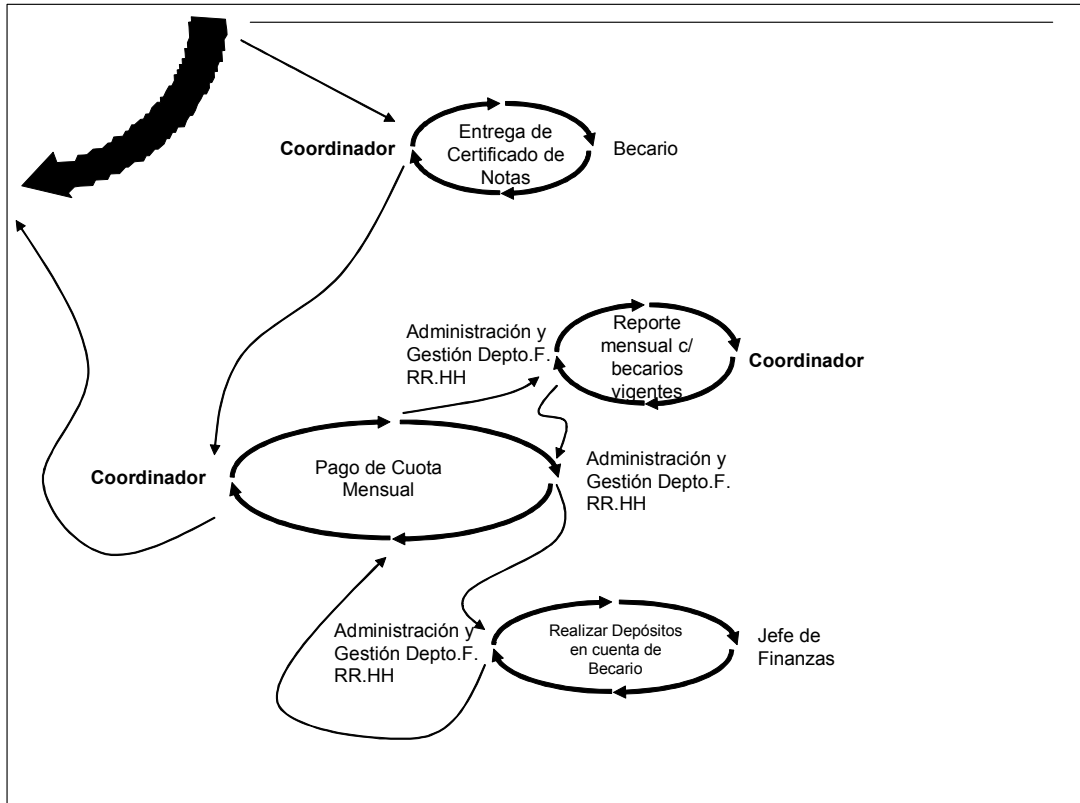 Coordinador
Entrega de
Certificado de
Notas
Becario
Administración y
Gestión Depto.F.
RR.HH
Reporte
mensual c/
becarios
vigentes
Coordinador
Coordinador
Pago de Cuota
Mensual
Administración y
Gestión Depto.F.
RR.HH
Administración y
Gestión Depto.F.
RR.HH
Realizar Depósitos
en cuenta de
Becario
Jefe de
Finanzas